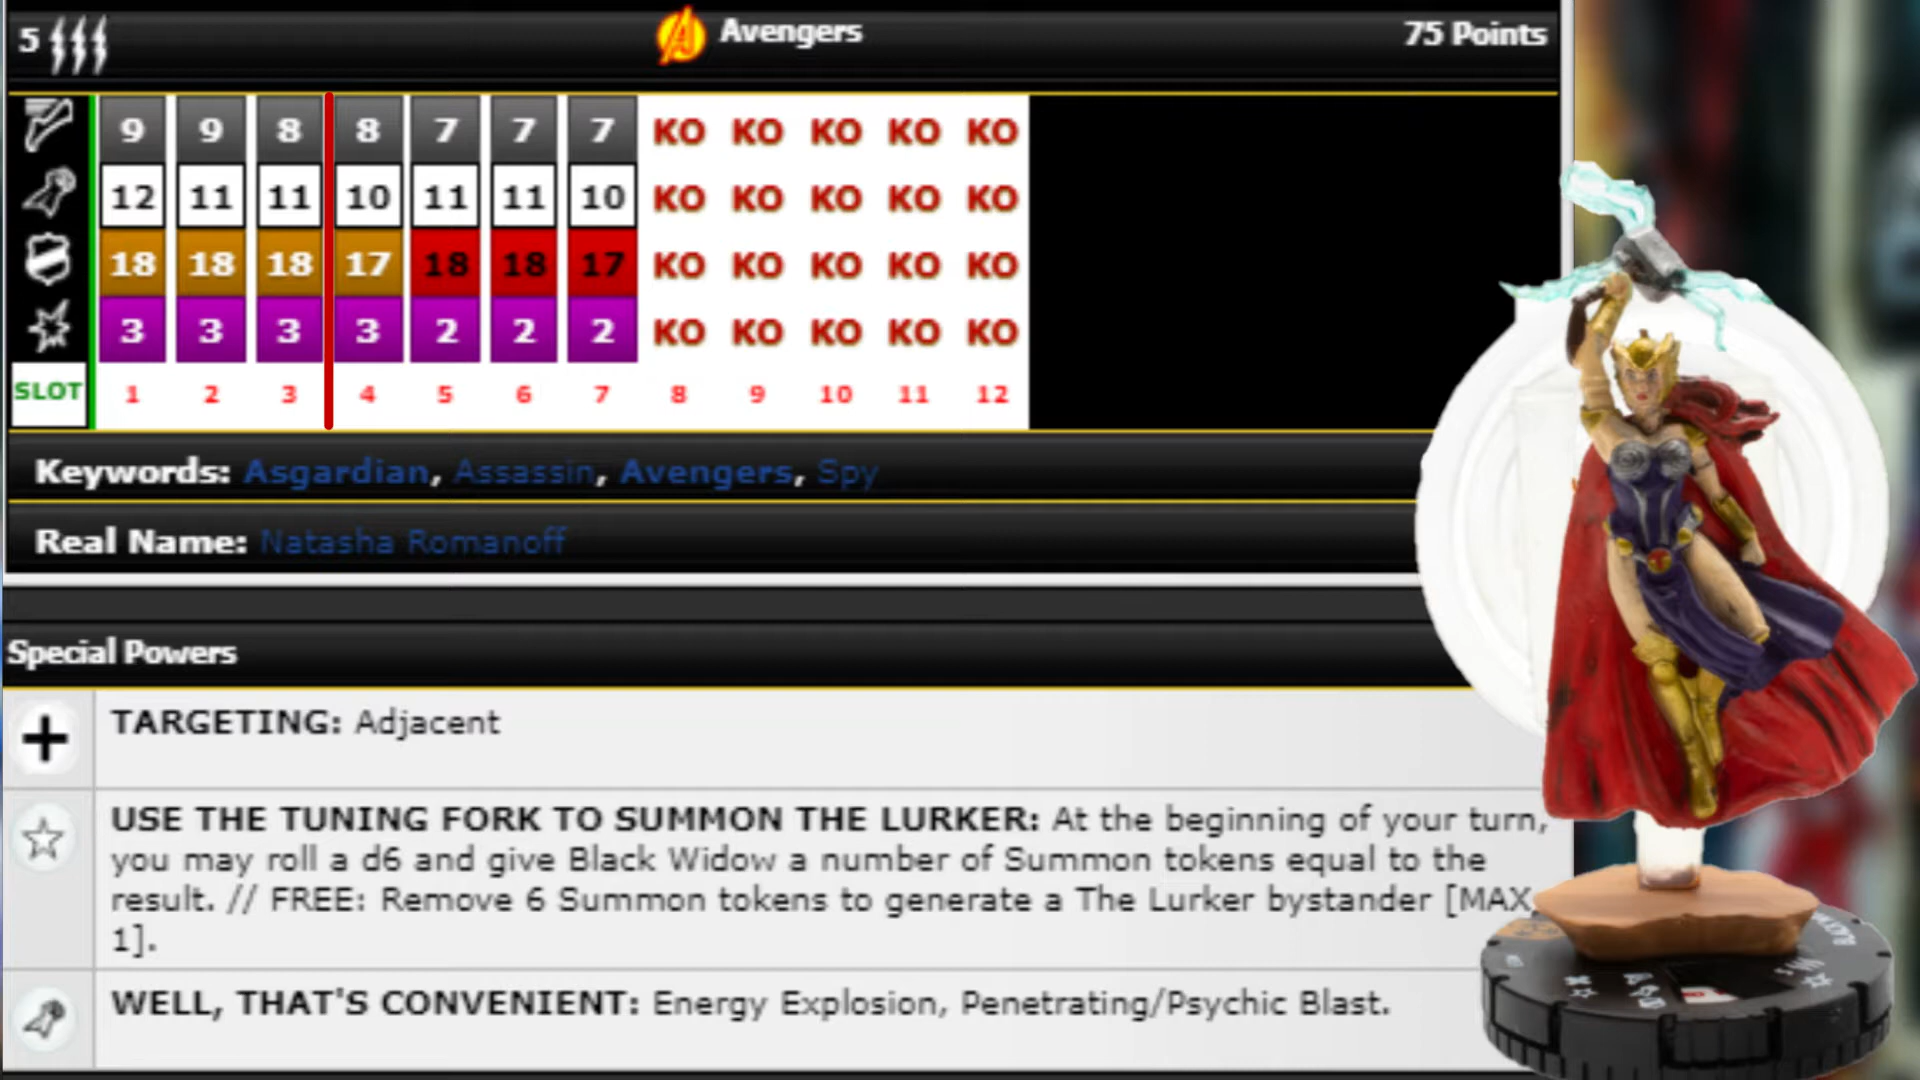 5 Avengers 75 Points
9 9 8 8 7 7 7 KO KO KO KO KO
12 11 11 10 11 11 10 KO KO KO KO KO
18 18 18 17 18 18 17 KO KO KO KO KO
3 3 3 3 2 2 2 KO KO KO KO KO
SLOT 1 2 3 4 5 6 7 8 9 10 11 12
Keywords: Asgardian, Assassin, Avengers, Spy
Real Name: Natasha Romanoff
Special Powers
TARGETING: Adjacent
USE THE TUNING FORK TO SUMMON THE LURKER: At the beginning of your turn,
you may roll a d6 and give Black Widow a number of Summon tokens equal to the
result. // FREE: Remove 6 Summon tokens to generate a The Lurker bystander [MAX
1].
WELL, THAT'S CONVENIENT: Energy Explosion, Penetrating/Psychic Blast.